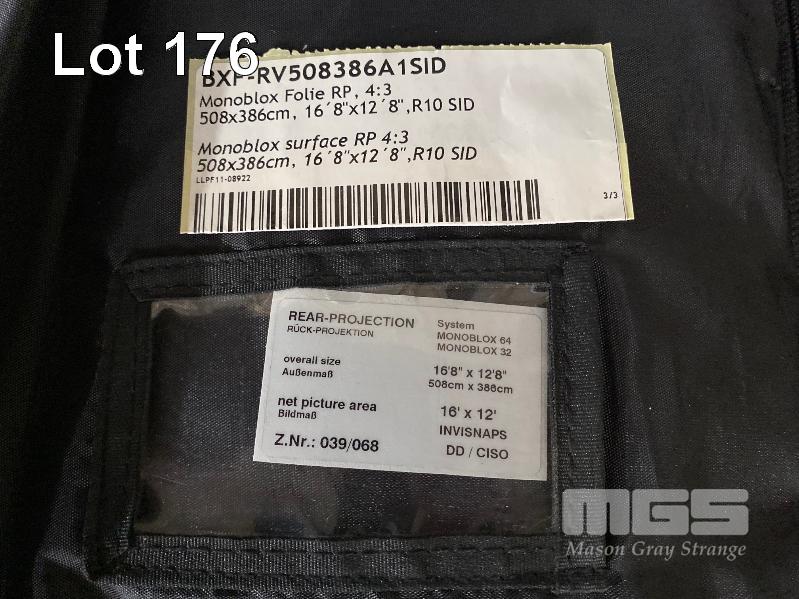 Lot 176
BXF-RV508386A1SID
Monoblox Folie RP, 4:3
508x386cm, 16´8"x12´8",R10 SID
Monoblox surface RP 4:3
508x386cm, 16´8"x12´8",R10 SID
LLPF11-08922
3/3
REAR-PROJECTION
RÜCK-PROJEKTION
System
MONOBLOX 64
MONOBLOX 32
overall size
Außenmaß
16'8" x 12'8"
508cm x 386cm
net picture area
Bildmaß
16' x 12'
INVISNAPS
Z.Nr.: 039/068
DD / CISO
MGS
Mason Gray Strange